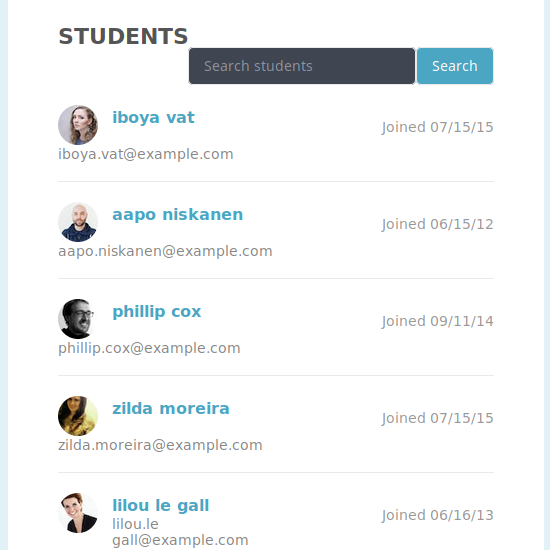 STUDENTS
Search students
Search
iboya vat
Joined 07/15/15
iboya.vat@example.com
aapo niskanen
Joined 06/15/12
aapo.niskanen@example.com
phillip cox
Joined 09/11/14
phillip.cox@example.com
zilda moreira
Joined 07/15/15
zilda.moreira@example.com
lilou le gall
Joined 06/16/13
lilou.le
gall@example.com